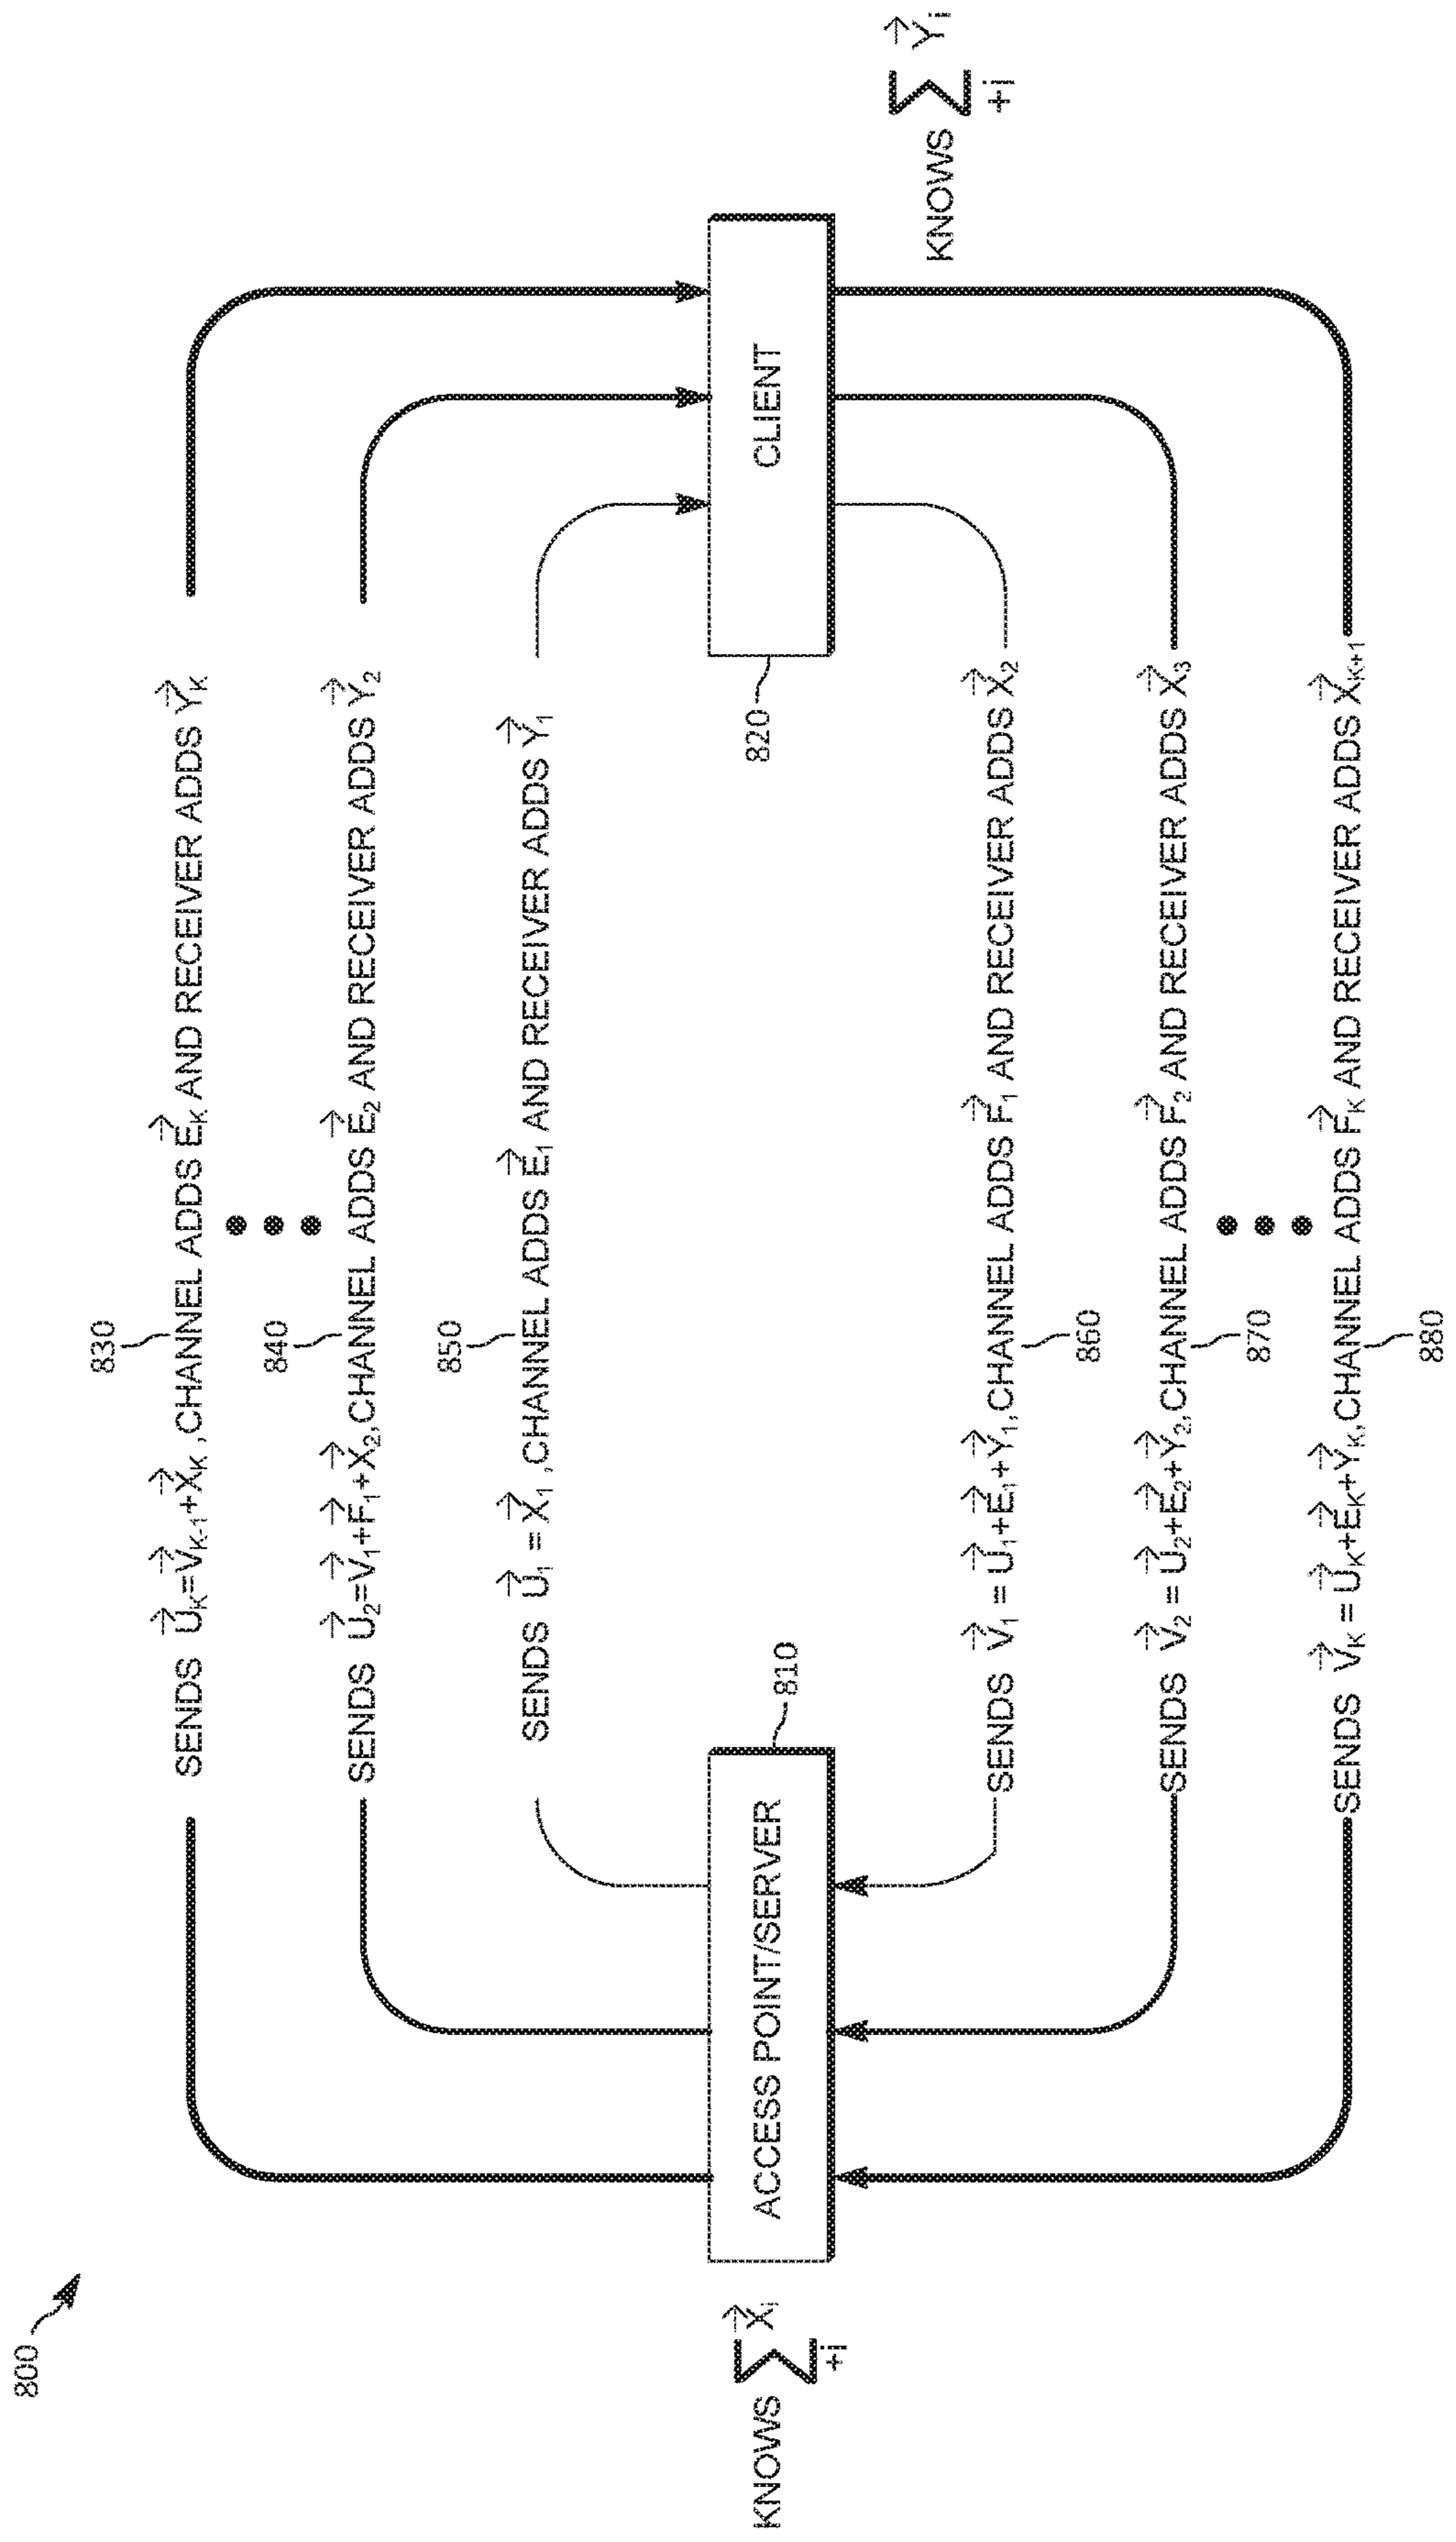 800
830
SENDS U⃗K=V⃗K-1+X⃗K ,CHANNEL ADDS E⃗K AND RECEIVER ADDS Y⃗K
840
SENDS U⃗2=V⃗1+F⃗1+X⃗2,CHANNEL ADDS E⃗2 AND RECEIVER ADDS Y⃗2
850
SENDS U⃗1 = X⃗1 ,CHANNEL ADDS E⃗1 AND RECEIVER ADDS Y⃗1
KNOWS ∑ X⃗i
+i
ACCESS POINT/SERVER
810
820
CLIENT
KNOWS ∑ Y⃗i
+i
SENDS V⃗1 = U⃗1+E⃗1+Y⃗1,CHANNEL ADDS F⃗1 AND RECEIVER ADDS X⃗2
860
SENDS V⃗2 = U⃗2+E⃗2+Y⃗2,CHANNEL ADDS F⃗2 AND RECEIVER ADDS X⃗3
870
SENDS V⃗K = U⃗K+E⃗K+Y⃗K,CHANNEL ADDS F⃗K AND RECEIVER ADDS X⃗K+1
880